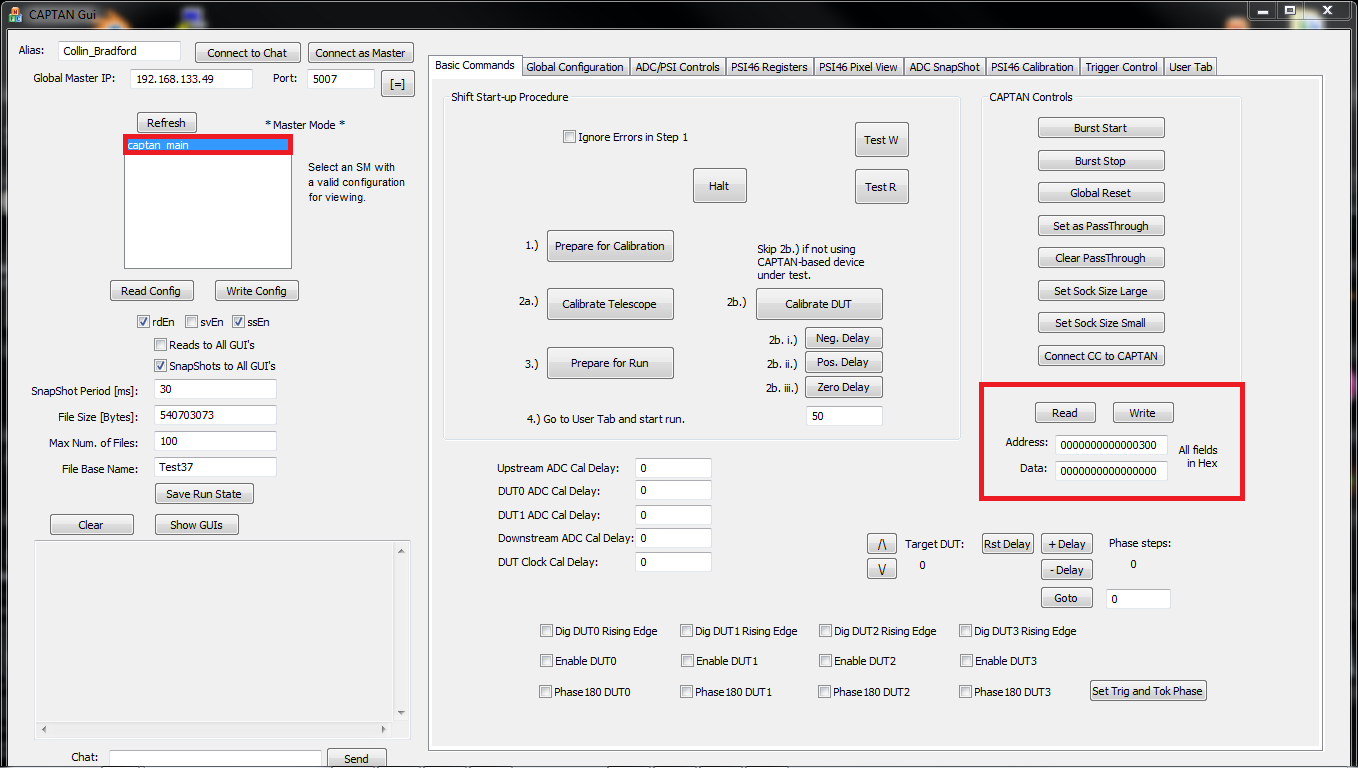 CAPTAN Gui
Alias: Collin_Bradford Connect to Chat Connect as Master
Global Master IP: 192.168.133.49 Port: 5007 [=]
Refresh *Master Mode *
captan_main
Select an SM with
a valid configuration
for viewing.
Read Config Write Config
rdEn svEn ssEn
Reads to All GUI's
SnapShots to All GUI's
SnapShot Period [ms]: 30
File Size [Bytes]: 540703073
Max Num. of Files: 100
File Base Name: Test37
Save Run State
Clear Show GUIs
Chat: Send
Basic Commands Global Configuration ADC/PSI Controls PSI46 Registers PSI46 Pixel View ADC SnapShot PSI46 Calibration Trigger Control User Tab
Shift Start-up Procedure
Ignore Errors in Step 1
Test W
Halt
Test R
1.) Prepare for Calibration
Skip 2b.) if not using
CAPTAN-based device
under test.
2a.) Calibrate Telescope 2b.) Calibrate DUT
2b. i.) Neg. Delay
2b. ii.) Pos. Delay
3.) Prepare for Run
2b. iii.) Zero Delay
4.) Go to User Tab and start run. 50
CAPTAN Controls
Burst Start
Burst Stop
Global Reset
Set as PassThrough
Clear PassThrough
Set Sock Size Large
Set Sock Size Small
Connect CC to CAPTAN
Read Write
Address: 0000000000000300
Data: 0000000000000000
All fields
in Hex
Upstream ADC Cal Delay: 0
DUT0 ADC Cal Delay: 0
DUT1 ADC Cal Delay: 0
Downstream ADC Cal Delay: 0
DUT Clock Cal Delay: 0
/\ Target DUT: Rst Delay + Delay Phase steps:
\/ 0 - Delay 0
Goto 0
Dig DUT0 Rising Edge Dig DUT1 Rising Edge Dig DUT2 Rising Edge Dig DUT3 Rising Edge
Enable DUT0 Enable DUT1 Enable DUT2 Enable DUT3
Phase180 DUT0 Phase180 DUT1 Phase180 DUT2 Phase180 DUT3 Set Trig and Tok Phase